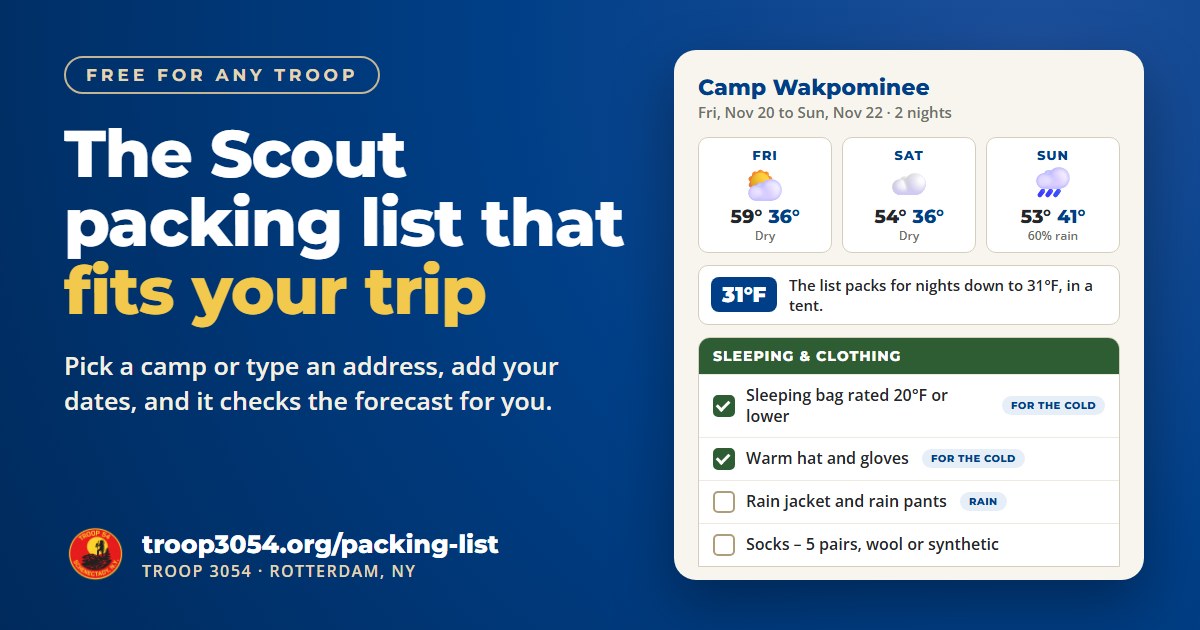 FREE FOR ANY TROOP
The Scout
packing list that
fits your trip
Pick a camp or type an address, add your
dates, and it checks the forecast for you.
TROOP 54
troop3054.org/packing-list
TROOP 3054 · ROTTERDAM, NY
Camp Wakpominee
Fri, Nov 20 to Sun, Nov 22 · 2 nights
FRI
59° 36°
Dry
SAT
54° 36°
Dry
SUN
53° 41°
60% rain
31°F
The list packs for nights down to 31°F, in a
tent.
SLEEPING & CLOTHING
Sleeping bag rated 20°F or
lower
FOR THE COLD
Warm hat and gloves
FOR THE COLD
Rain jacket and rain pants
RAIN
Socks – 5 pairs, wool or synthetic